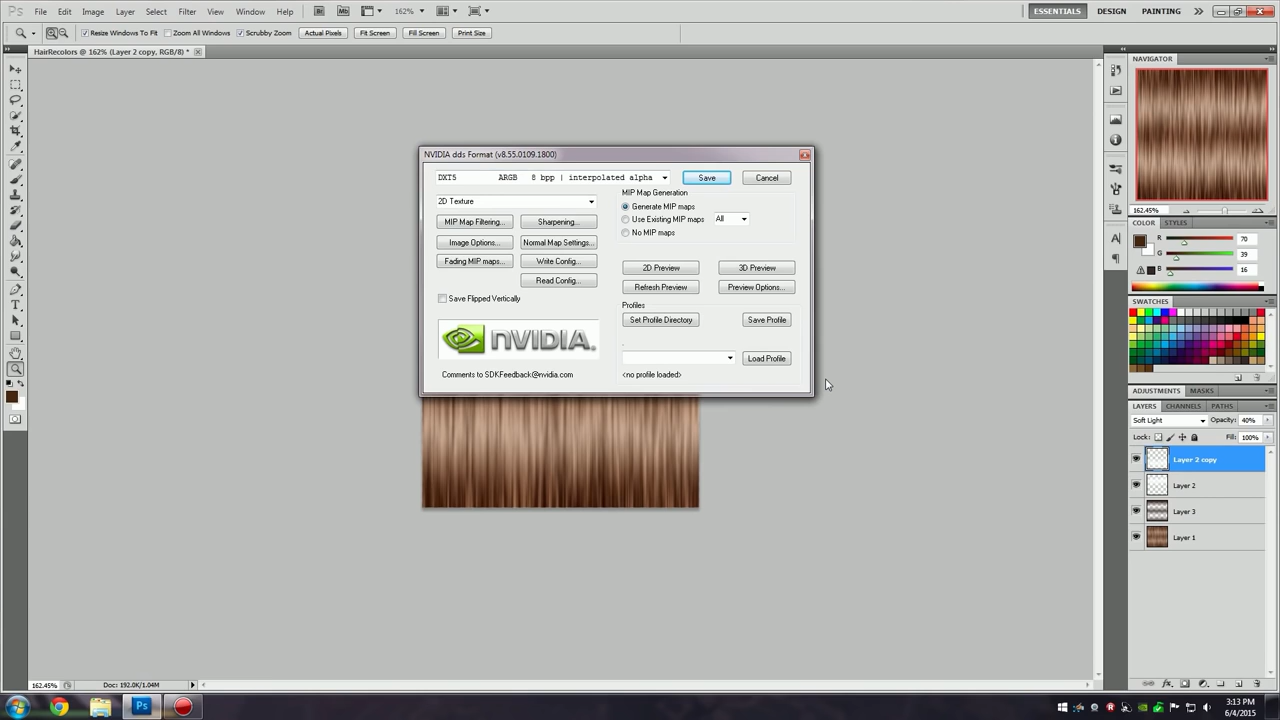 Ps File Edit Image Layer Select Filter View Window Help Br Mb 162% ESSENTIALS DESIGN PAINTING
Resize Windows To Fit Zoom All Windows Scrubby Zoom Actual Pixels Fit Screen Fill Screen Print Size
HairRecolors @ 162% (Layer 2 copy, RGB/8) *
NAVIGATOR
162.45%
COLOR STYLES
R 70
G 39
B 16
SWATCHES
ADJUSTMENTS MASKS
LAYERS CHANNELS PATHS
Soft Light Opacity: 40%
Lock: Fill: 100%
Layer 2 copy
Layer 2
Layer 3
Layer 1
NVIDIA dds Format (v8.55.0109.1800)
DXT5 ARGB 8 bpp | interpolated alpha
Save Cancel
2D Texture
MIP Map Generation
Generate MIP maps
Use Existing MIP maps All
No MIP maps
MIP Map Filtering... Sharpening...
Image Options... Normal Map Settings...
Fading MIP maps... Write Config...
Read Config...
2D Preview 3D Preview
Refresh Preview Preview Options...
Save Flipped Vertically
Profiles
Set Profile Directory Save Profile
nVIDIA.
Load Profile
Comments to SDKFeedback@nvidia.com
<no profile loaded>
162.45% Doc: 192.0K/1.04M
Ps
3:13 PM
6/4/2015